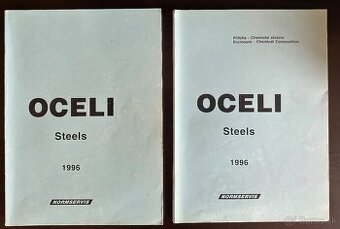 OCELI
Steels
1996
NORMSERVIS
Příloha - Chemické složení
Enclosure - Chemical Composition
OCELI
Steels
1996
NORMSERVIS